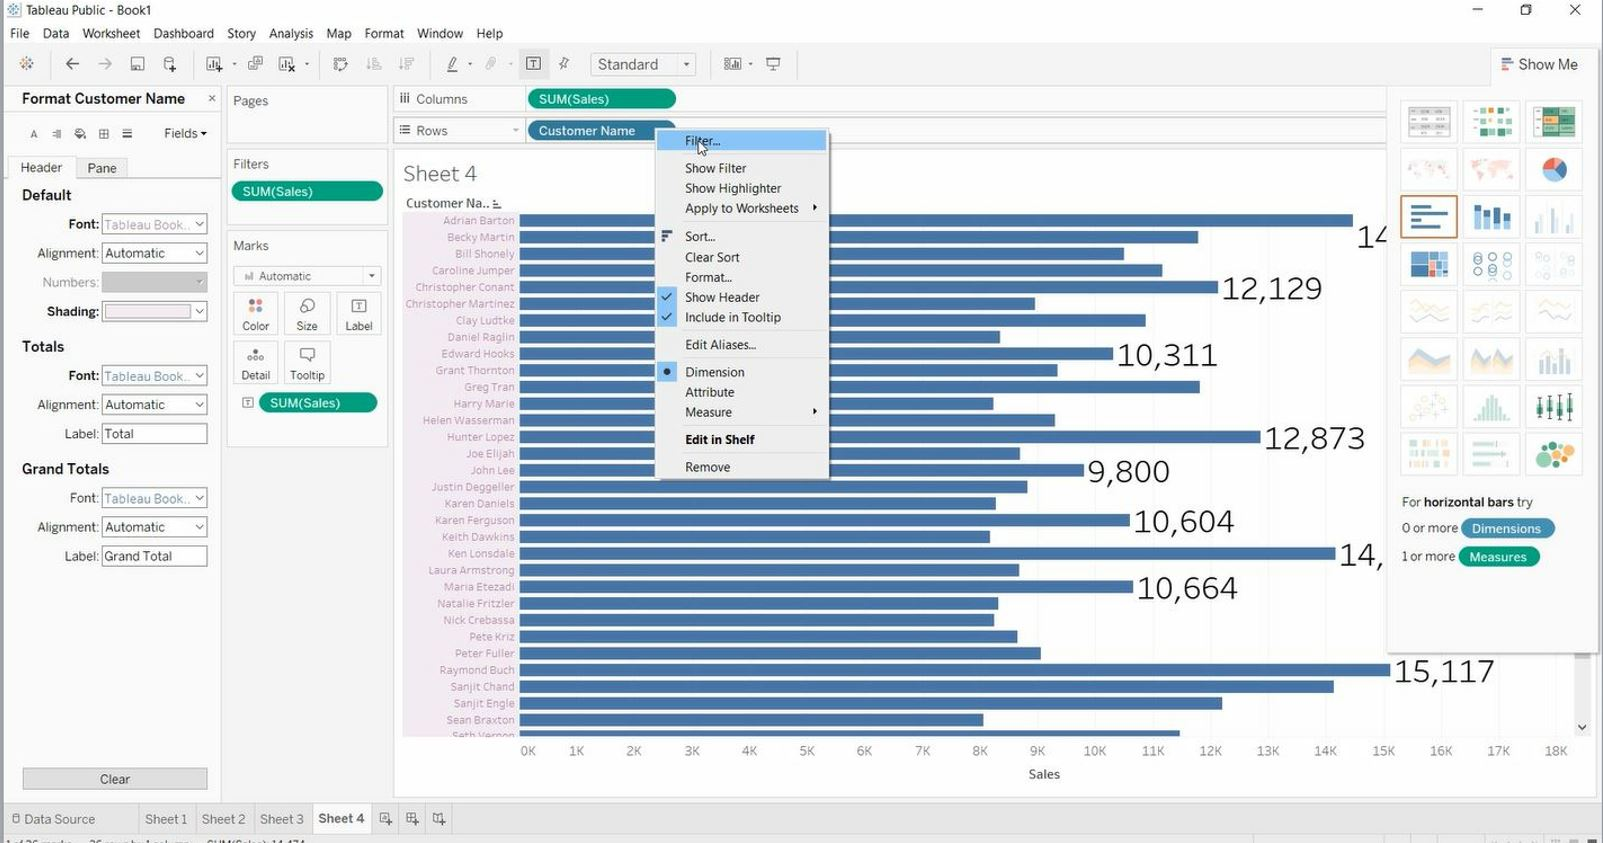 Tableau Public - Book1
File Data Worksheet Dashboard Story Analysis Map Format Window Help
Standard
Show Me
Format Customer Name
Fields
Header Pane
Default
Font: Tableau Book..
Alignment: Automatic
Numbers:
Shading:
Totals
Font: Tableau Book..
Alignment: Automatic
Label: Total
Grand Totals
Font: Tableau Book..
Alignment: Automatic
Label: Grand Total
Clear
Pages
Filters
SUM(Sales)
Marks
Automatic
Color Size Label
Detail Tooltip
SUM(Sales)
Columns SUM(Sales)
Rows Customer Name
Sheet 4
Customer Na..
Adrian Barton
Becky Martin
Bill Shonely
Caroline Jumper
Christopher Conant
Christopher Martinez
Clay Ludtke
Daniel Raglin
Edward Hooks
Grant Thornton
Greg Tran
Harry Marie
Helen Wasserman
Hunter Lopez
Joe Elijah
John Lee
Justin Deggeller
Karen Daniels
Karen Ferguson
Keith Dawkins
Ken Lonsdale
Laura Armstrong
Maria Etezadi
Natalie Fritzler
Nick Crebassa
Pete Kriz
Peter Fuller
Raymond Buch
Sanjit Chand
Sanjit Engle
Sean Braxton
Seth Vernon
Filter...
Show Filter
Show Highlighter
Apply to Worksheets
Sort...
Clear Sort
Format...
Show Header
Include in Tooltip
Edit Aliases...
Dimension
Attribute
Measure
Edit in Shelf
Remove
14
12,129
10,311
12,873
9,800
10,604
14,
10,664
15,117
0K 1K 2K 3K 4K 5K 6K 7K 8K 9K 10K 11K 12K 13K 14K 15K 16K 17K 18K
Sales
For horizontal bars try
0 or more Dimensions
1 or more Measures
Data Source Sheet 1 Sheet 2 Sheet 3 Sheet 4